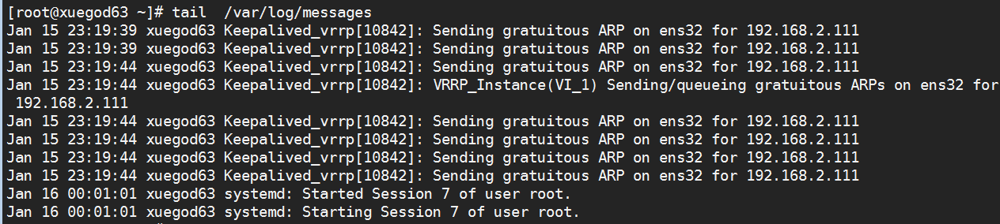 [root@xuegod63 ~]# tail  /var/log/messages
Jan 15 23:19:39 xuegod63 Keepalived_vrrp[10842]: Sending gratuitous ARP on ens32 for 192.168.2.111
Jan 15 23:19:39 xuegod63 Keepalived_vrrp[10842]: Sending gratuitous ARP on ens32 for 192.168.2.111
Jan 15 23:19:44 xuegod63 Keepalived_vrrp[10842]: Sending gratuitous ARP on ens32 for 192.168.2.111
Jan 15 23:19:44 xuegod63 Keepalived_vrrp[10842]: VRRP_Instance(VI_1) Sending/queueing gratuitous ARPs on ens32 for
 192.168.2.111
Jan 15 23:19:44 xuegod63 Keepalived_vrrp[10842]: Sending gratuitous ARP on ens32 for 192.168.2.111
Jan 15 23:19:44 xuegod63 Keepalived_vrrp[10842]: Sending gratuitous ARP on ens32 for 192.168.2.111
Jan 15 23:19:44 xuegod63 Keepalived_vrrp[10842]: Sending gratuitous ARP on ens32 for 192.168.2.111
Jan 15 23:19:44 xuegod63 Keepalived_vrrp[10842]: Sending gratuitous ARP on ens32 for 192.168.2.111
Jan 16 00:01:01 xuegod63 systemd: Started Session 7 of user root.
Jan 16 00:01:01 xuegod63 systemd: Starting Session 7 of user root.